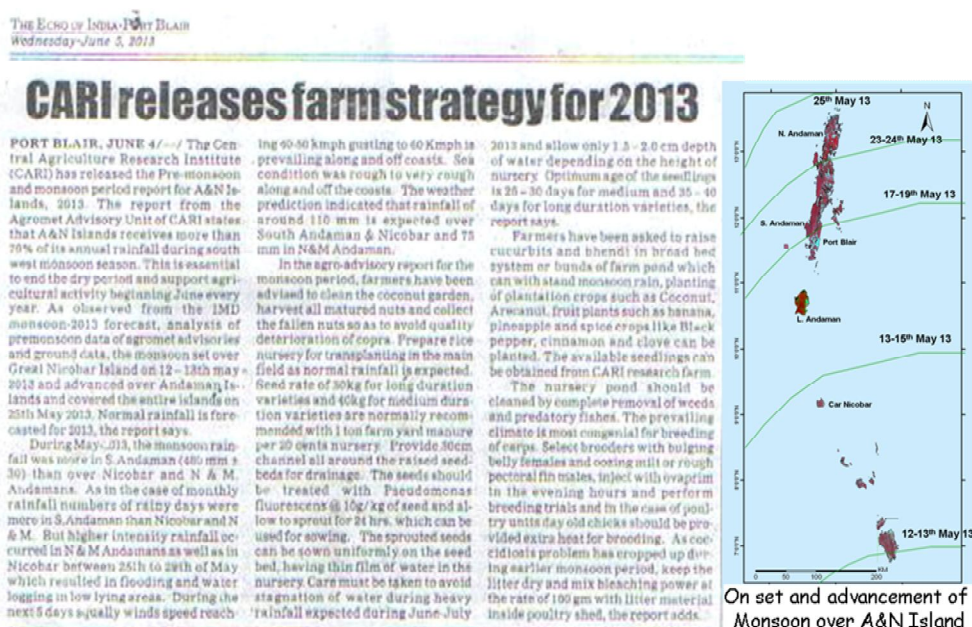 THE ECHO OF INDIA-PORT BLAIR
Wednesday-June 5, 2013
CARI releases farm strategy for 2013
PORT BLAIR, JUNE 4/--/ The Cen-
tral Agriculture Research Institute
(CARI) has released the Pre-monsoon
and monsoon period report for A&N Is-
lands, 2013. The report from the
Agromet Advisory Unit of CARI states
that A&N Islands receives more than
70% of its annual rainfall during south
west monsoon season. This is essential
to end the dry period and support agri-
cultural activity beginning June every
year. As observed from the IMD
monsoon-2013 forecast, analysis of
premonsoon data of agromet advisories
and ground data, the monsoon set over
Great Nicobar Island on 12-13th may
2013 and advanced over Andaman Is-
lands and covered the entire islands on
25th May 2013. Normal rainfall is fore-
casted for 2013, the report says.
During May- 013, the monsoon rain-
fall was more in S.Andaman (480 mm ±
30) than over Nicobar and N & M.
Andamans. As in the case of monthly
rainfall numbers of rainy days were
more in S.Andaman than Nicobar and N
& M. But higher intensity rainfall oc-
curred in N & M Andamans as well as in
Nicobar between 25th to 29th of May
which resulted in flooding and water
logging in low lying areas. During the
next 5 days squally winds speed reach-
ing 40-50 kmph gusting to 60 Kmph is
prevailing along and off coasts. Sea
condition was rough to very rough
along and off the coasts. The weather
prediction indicated that rainfall of
around 110 mm is expected over
South Andaman & Nicobar and 75
mm in N&M Andaman.
In the agro-advisory report for the
monsoon period, farmers have been
advised to clean the coconut garden,
harvest all matured nuts and collect
the fallen nuts so as to avoid quality
deterioration of copra. Prepare rice
nursery for transplanting in the main
field as normal rainfall is expected.
Seed rate of 30kg for long duration
varieties and 40kg for medium dura-
tion varieties are normally recom-
mended with 1 ton farm yard manure
per 20 cents nursery. Provide 30cm
channel all around the raised seed-
beds for drainage. The seeds should
be treated with Pseudomonas
fluorescens @ 10g/kg of seed and al-
low to sprout for 24 hrs, which can be
used for sowing. The sprouted seeds
can be sown uniformly on the seed
bed, having thin film of water in the
nursery. Care must be taken to avoid
stagnation of water during heavy
rainfall expected during June-July
2013 and allow only 1.5 - 2.0 cm depth
of water depending on the height of
nursery. Optimum age of the seedlings
is 25 - 30 days for medium and 35 - 40
days for long duration varieties, the
report says.
Farmers have been asked to raise
cucurbits and bhendi in broad bed
system or bunds of farm pond which
can with stand monsoon rain, planting
of plantation crops such as Coconut,
Arecanut, fruit plants such as banana,
pineapple and spice crops like Black
pepper, cinnamon and clove can be
planted. The available seedlings can
be obtained from CARI research farm.
The nursery pond should be
cleaned by complete removal of weeds
and predatory fishes. The prevailing
climate is most congenial for breeding
of carps. Select brooders with bulging
belly females and oozing milt or rough
pectoral fin males, inject with ovaprim
in the evening hours and perform
breeding trials and in the case of poul-
try units day old chicks should be pro-
vided extra heat for brooding. As coc-
cidiosis problem has cropped up dur-
ing earlier monsoon period, keep the
litter dry and mix bleaching power at
the rate of 100 gm with litter material
inside poultry shed, the report adds.
25th May 13
N
N. Andaman
23-24th May 13
17-19th May 13
S. Andaman
Port Blair
L. Andaman
13-15th May 13
Car Nicobar
12-13th May 13
0 50 100 200
On set and advancement of
Monsoon over A&N Island